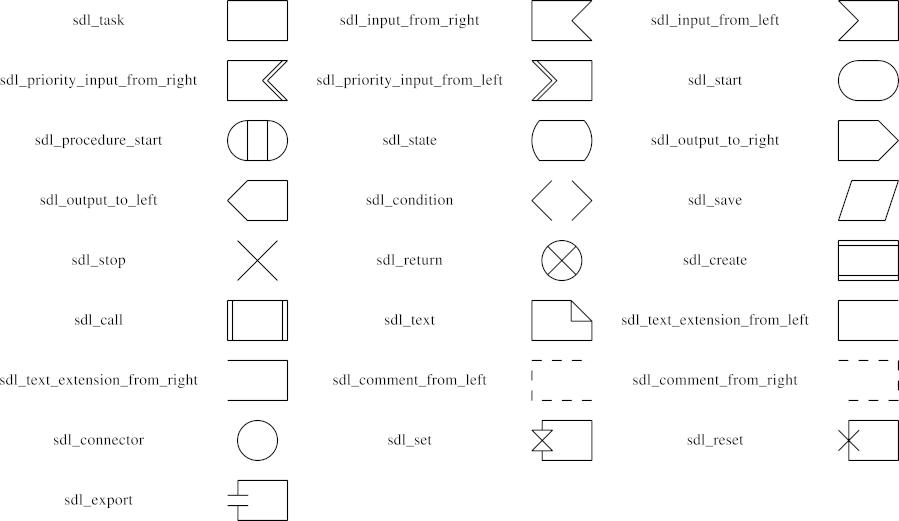 sdl_task
sdl_input_from_right
sdl_input_from_left
sdl_priority_input_from_right
sdl_priority_input_from_left
sdl_start
sdl_procedure_start
sdl_state
sdl_output_to_right
sdl_output_to_left
sdl_condition
sdl_save
sdl_stop
sdl_return
sdl_create
sdl_call
sdl_text
sdl_text_extension_from_left
sdl_text_extension_from_right
sdl_comment_from_left
sdl_comment_from_right
sdl_connector
sdl_set
sdl_reset
sdl_export